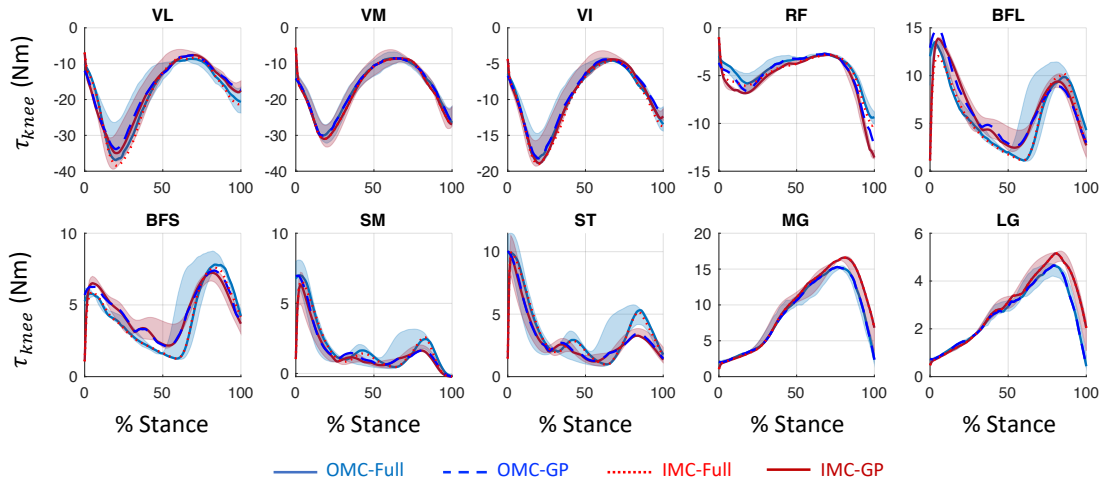 VL VM VI RF BFL
τknee (Nm)
0 0 0 0 15
-10 -10 -5 -5 10
-20 -20 -10 -10 5
-30 -30 -15 -15 0
-40 -40 -20
0 50 100 0 50 100 0 50 100 0 50 100 0 50 100
BFS SM ST MG LG
τknee (Nm)
10 10 10 20 6
5 5 5 15 4
0 0 0 10 2
5 0
0
0 50 100 0 50 100 0 50 100 0 50 100 0 50 100
% Stance % Stance % Stance % Stance % Stance
OMC-Full OMC-GP IMC-Full IMC-GP